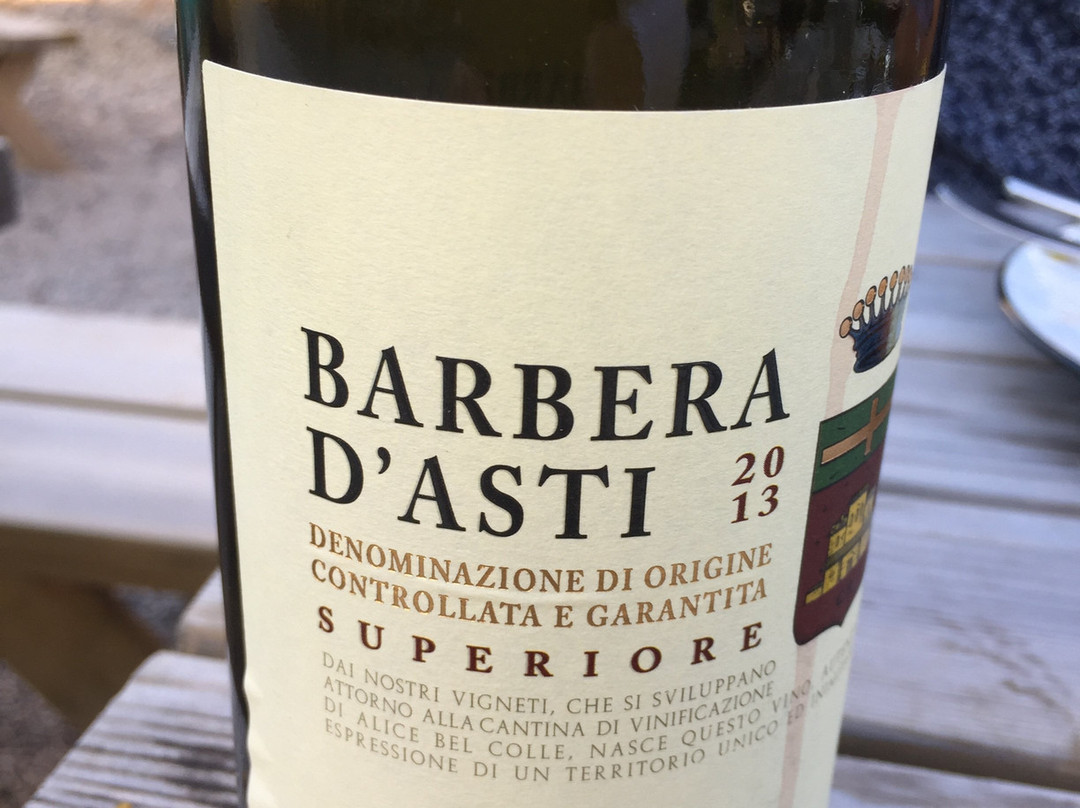 BARBERA
D'ASTI
20
13
DENOMINAZIONE DI ORIGINE
CONTROLLATA E GARANTITA
SUPERIORE
DAI NOSTRI VIGNETI, CHE SI SVILUPPANO
ATTORNO ALLA CANTINA DI VINIFICAZIONE
DI ALICE BEL COLLE, NASCE QUESTO VINO,
ESPRESSIONE DI UN TERRITORIO UNICO ED